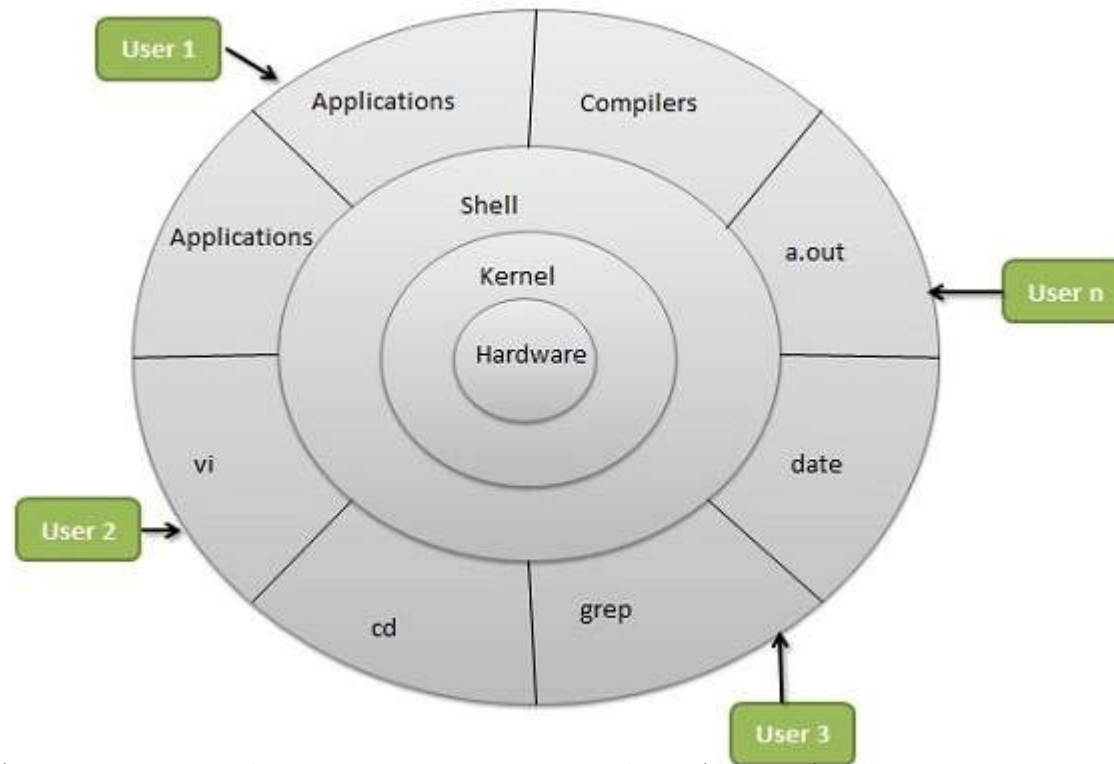 User 1
Applications
Compilers
Shell
Applications
a.out
Kernel
User n
Hardware
vi
date
User 2
cd
grep
User 3